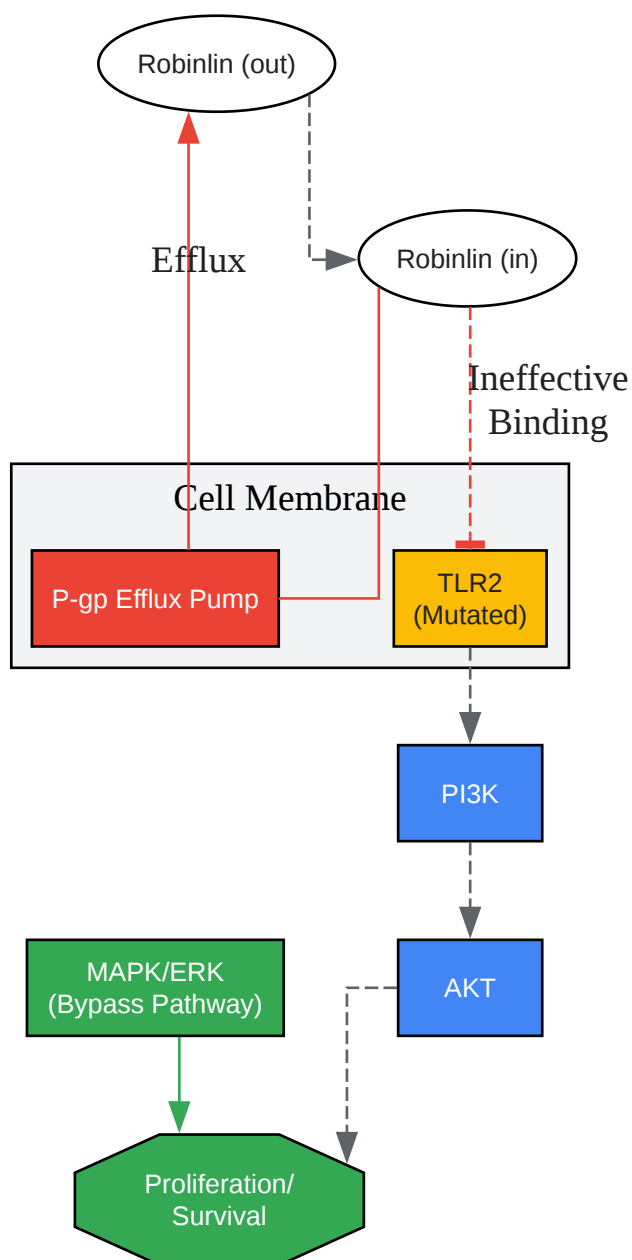 Robinlin (out)
Efflux
Robinlin (in)
Ineffective
Binding
Cell Membrane
P-gp Efflux Pump
TLR2
(Mutated)
PI3K
MAPK/ERK
(Bypass Pathway)
AKT
Proliferation/
Survival